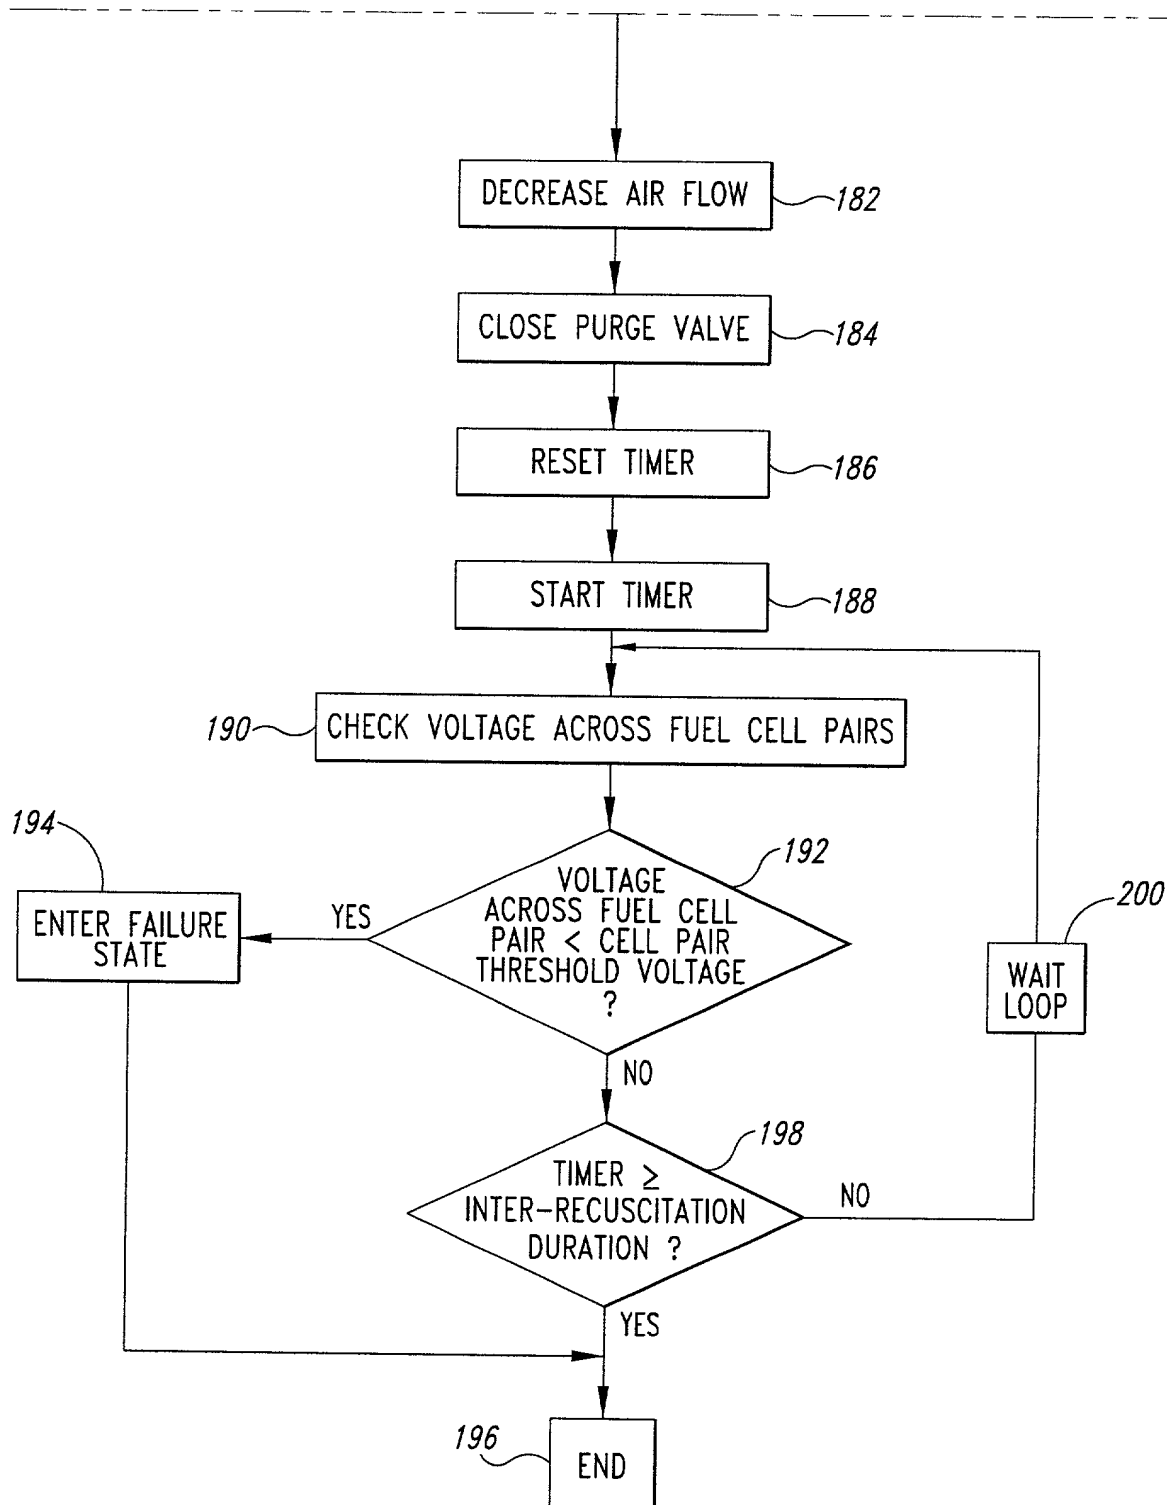 DECREASE AIR FLOW
182
CLOSE PURGE VALVE
184
RESET TIMER
186
START TIMER
188
190
CHECK VOLTAGE ACROSS FUEL CELL PAIRS
194
192
VOLTAGE
ACROSS FUEL CELL
PAIR < CELL PAIR
THRESHOLD VOLTAGE
?
YES
ENTER FAILURE
STATE
200
WAIT
LOOP
NO
198
TIMER ≥
INTER-RECUSCITATION
DURATION ?
NO
YES
196
END